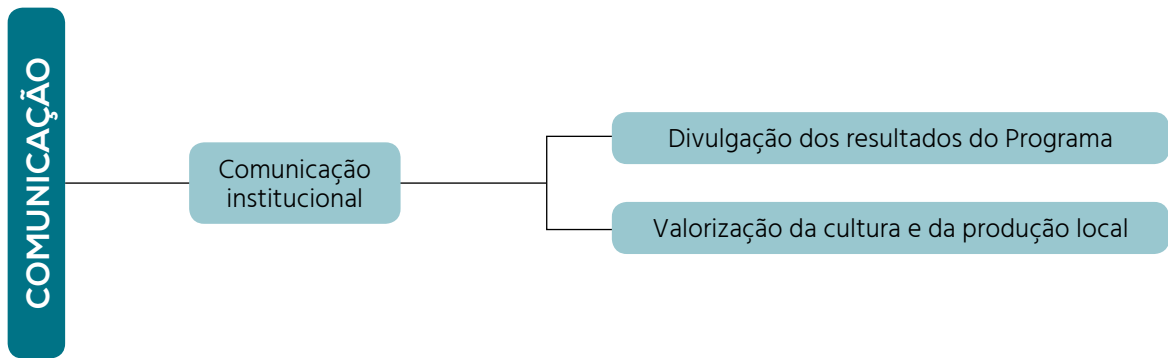 COMUNICAÇÃO
Comunicação
institucional
Divulgação dos resultados do Programa
Valorização da cultura e da produção local